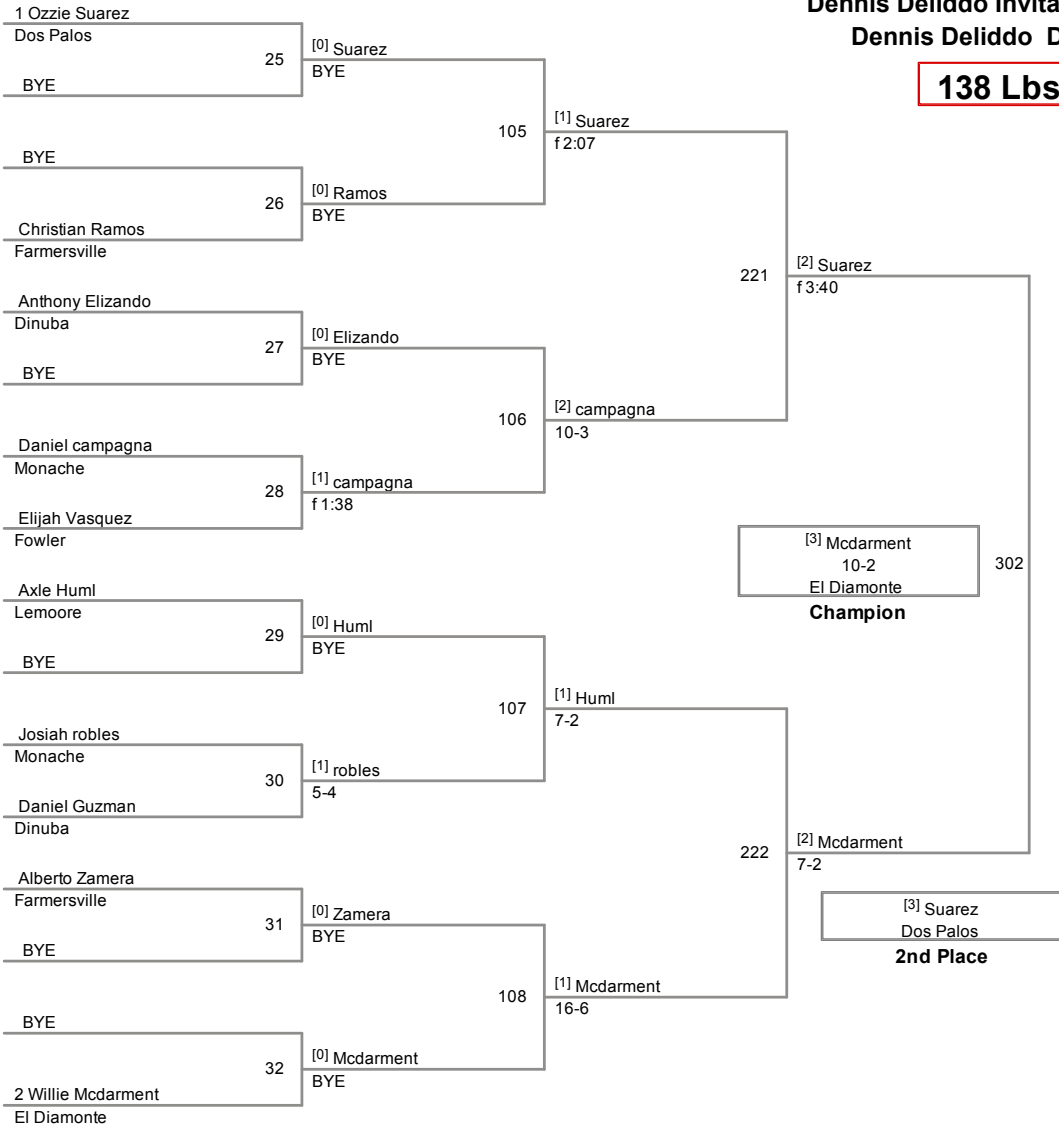 Dennis Deliddo Invita
Dennis Deliddo D
138 Lbs
1 Ozzie Suarez
Dos Palos
25
BYE
[0] Suarez
BYE
BYE
26
Christian Ramos
Farmersville
[0] Ramos
BYE
105
[1] Suarez
f 2:07
Anthony Elizando
Dinuba
27
BYE
[0] Elizando
BYE
Daniel campagna
Monache
28
Elijah Vasquez
Fowler
[1] campagna
f 1:38
106
[2] campagna
10-3
221
[2] Suarez
f 3:40
Axle Huml
Lemoore
29
BYE
[0] Huml
BYE
Josiah robles
Monache
30
Daniel Guzman
Dinuba
[1] robles
5-4
107
[1] Huml
7-2
Alberto Zamera
Farmersville
31
BYE
[0] Zamera
BYE
BYE
32
2 Willie Mcdarment
El Diamonte
[0] Mcdarment
BYE
108
[1] Mcdarment
16-6
222
[2] Mcdarment
7-2
302
[3] Mcdarment
10-2
El Diamonte
Champion
[3] Suarez
Dos Palos
2nd Place